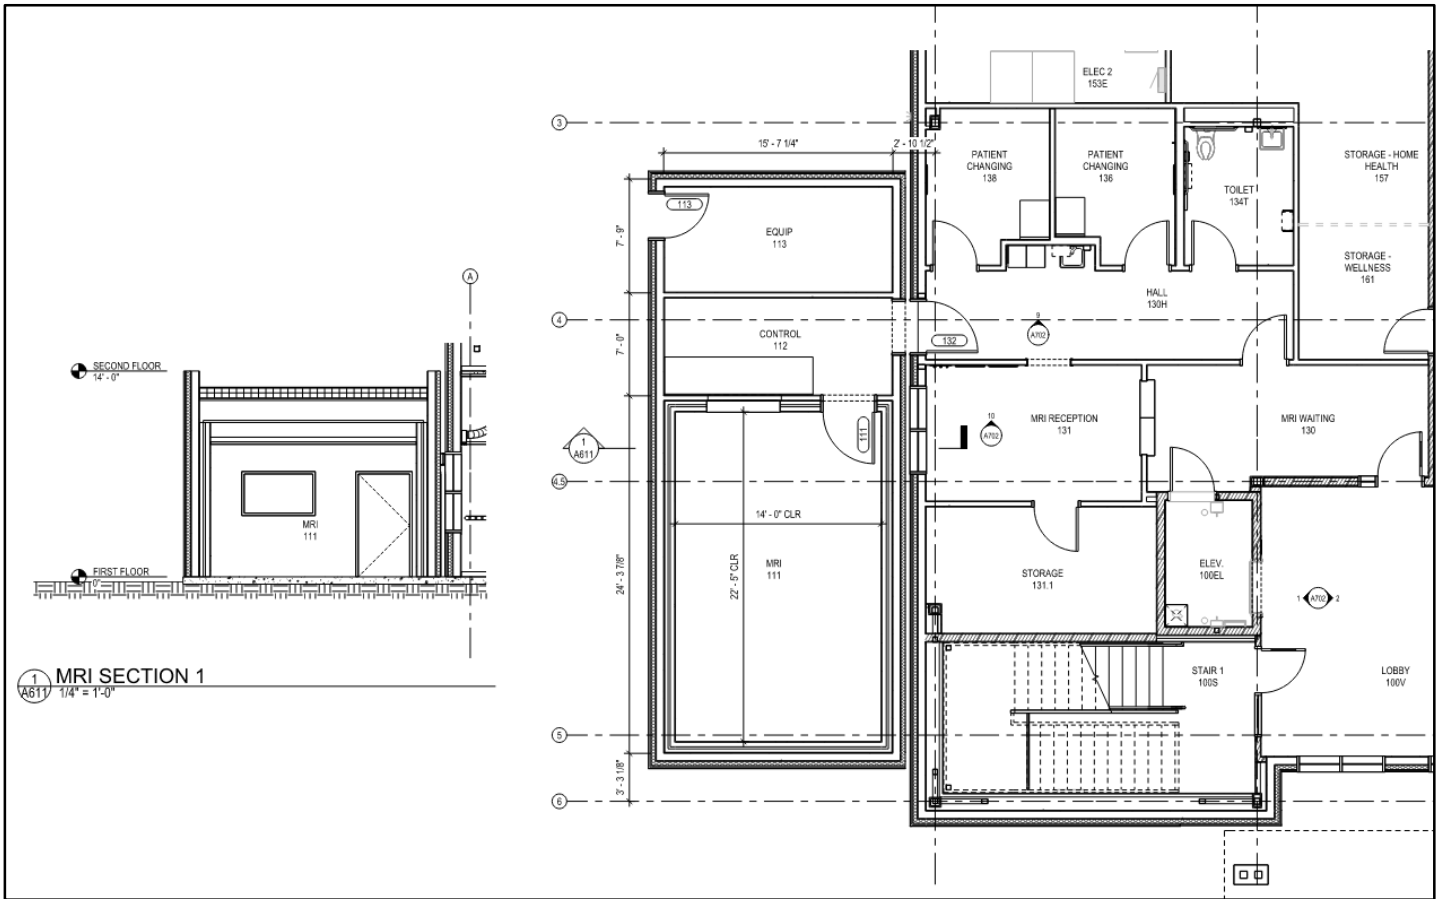 ELEC 2
153E
3
15' - 7 1/4"
2' - 10 1/2"
PATIENT
CHANGING
138
PATIENT
CHANGING
136
STORAGE - HOME
HEALTH
157
TOILET
134T
113
EQUIP
113
7' - 9"
STORAGE -
WELLNESS
161
A
HALL
130H
4
CONTROL
112
7' - 0"
132
9
A702
SECOND FLOOR
14' - 0"
MRI RECEPTION
131
10
A702
MRI WAITING
130
111
1
A611
4.5
14' - 0" CLR
MRI
111
22' - 5" CLR
24' - 3 7/8"
MRI
111
FIRST FLOOR
0"
STORAGE
131.1
ELEV.
100EL
1
A702
2
1
A611
MRI SECTION 1
1/4" = 1'-0"
STAIR 1
100S
LOBBY
100V
5
3' - 3 1/8"
6